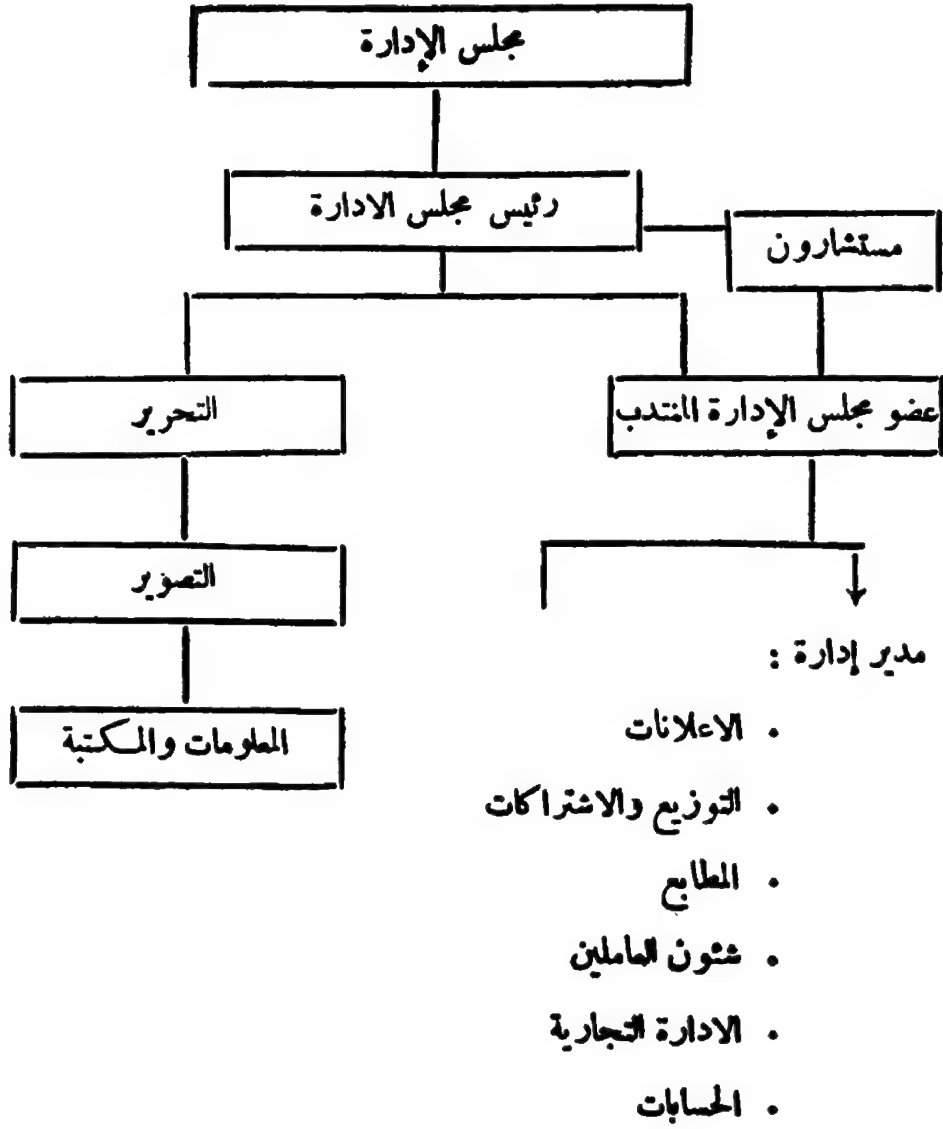 مجلس الإدارة
رئيس مجلس الادارة
مستشارون
عضو مجلس الإدارة المنتدب
التحرير
التصوير
المعلومات والمكتبة
مدير إدارة :
• الاعلانات
• التوزيع والاشتراكات
• المطابع
• شئون العاملين
• الادارة التجارية
• الحسابات